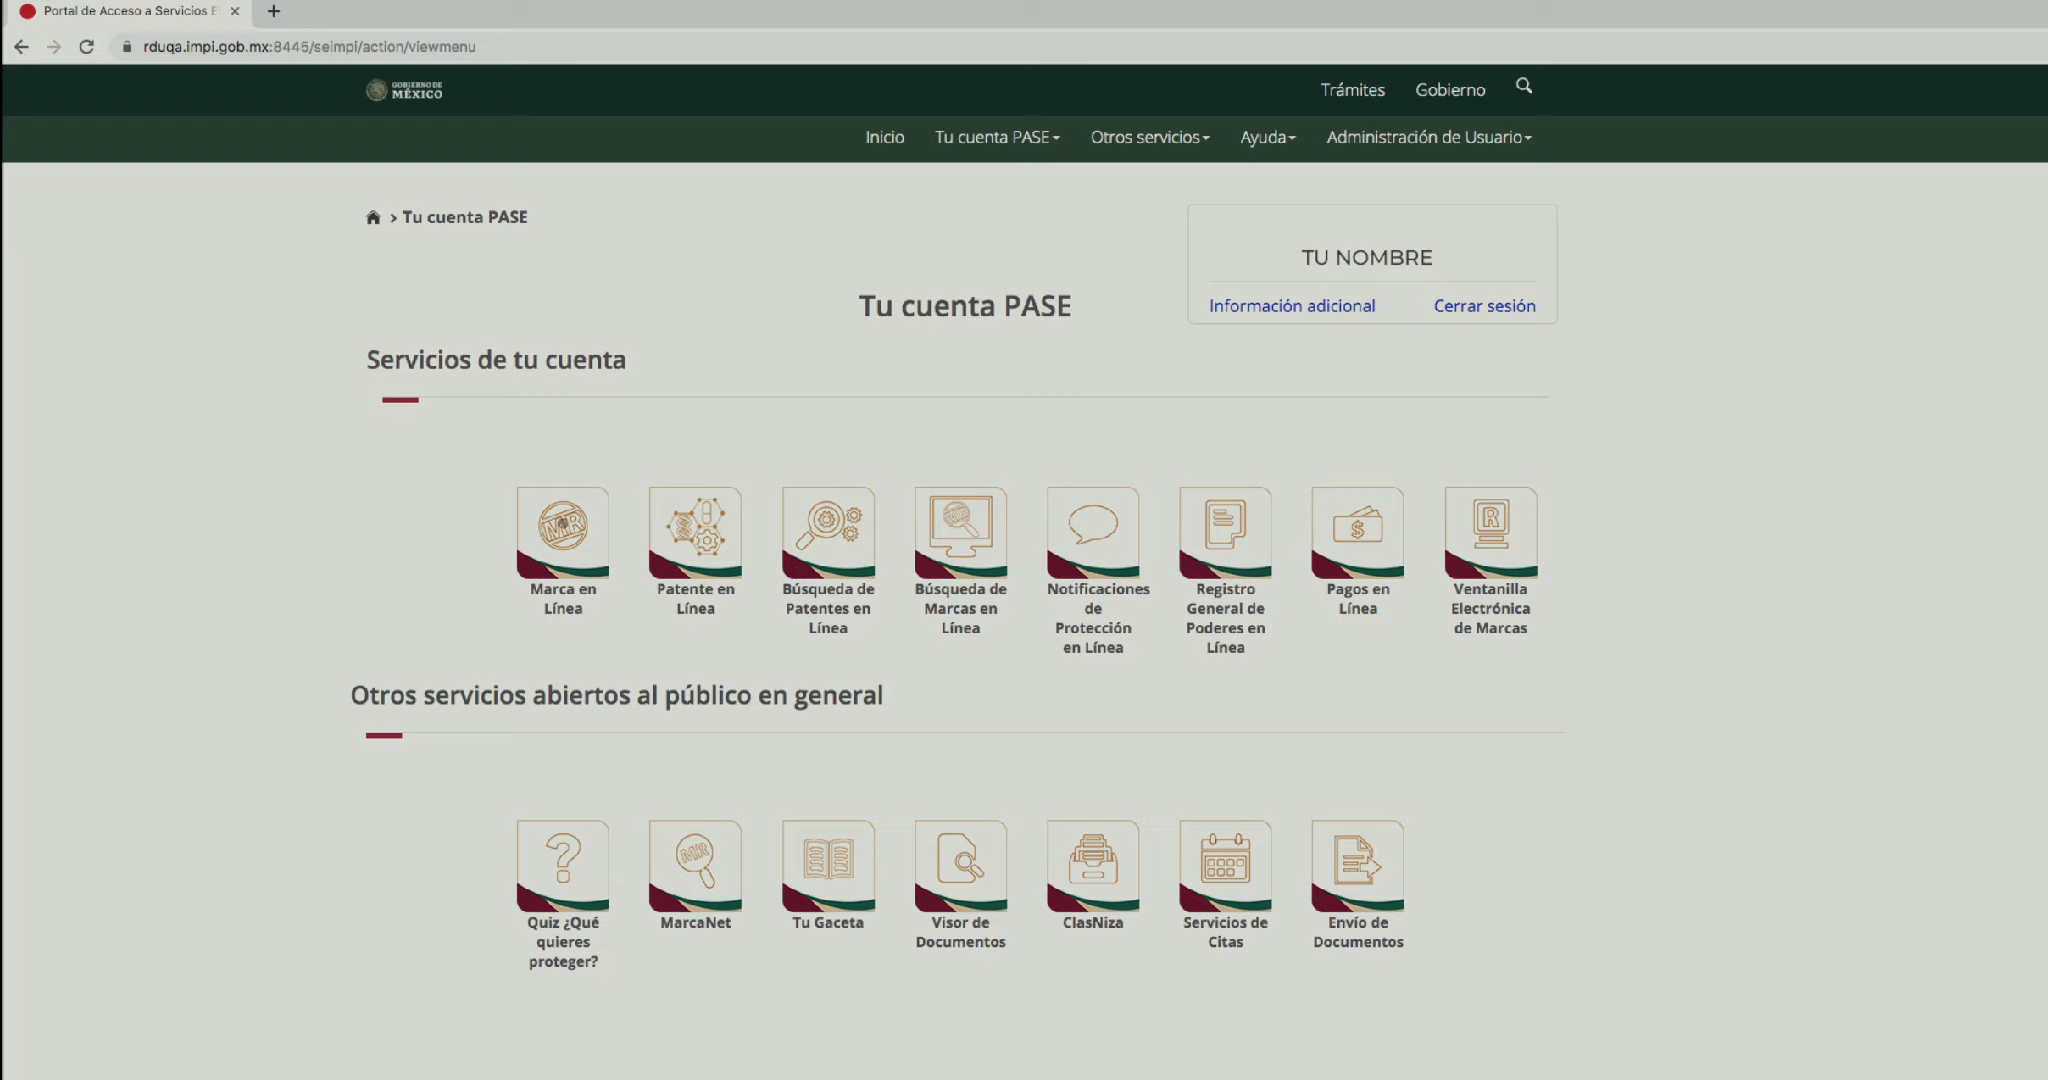 Portal de Acceso a Servicios E
rduqa.impi.gob.mx:8445/seimpi/action/viewmenu
GOBIERNO DE
MÉXICO
Trámites Gobierno
Inicio Tu cuenta PASE Otros servicios Ayuda Administración de Usuario
> Tu cuenta PASE
TU NOMBRE
Información adicional Cerrar sesión
Tu cuenta PASE
Servicios de tu cuenta
MR
$
R
Marca en
Línea
Patente en
Línea
Búsqueda de
Patentes en
Línea
Búsqueda de
Marcas en
Línea
Notificaciones
de
Protección
en Línea
Registro
General de
Poderes en
Línea
Pagos en
Línea
Ventanilla
Electrónica
de Marcas
Otros servicios abiertos al público en general
?
MR
Quiz ¿Qué
quieres
proteger?
MarcaNet
Tu Gaceta
Visor de
Documentos
ClasNiza
Servicios de
Citas
Envío de
Documentos